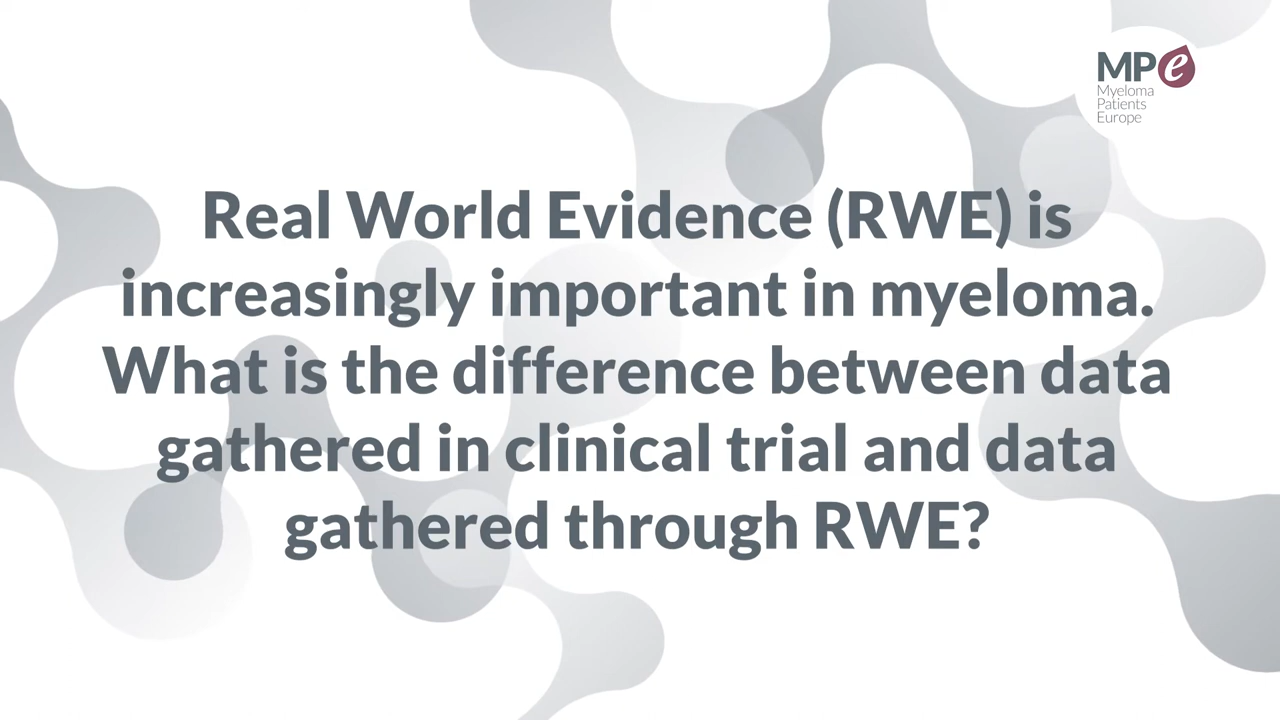 MPe
Myeloma
Patients
Europe
Real World Evidence (RWE) is
increasingly important in myeloma.
What is the difference between data
gathered in clinical trial and data
gathered through RWE?